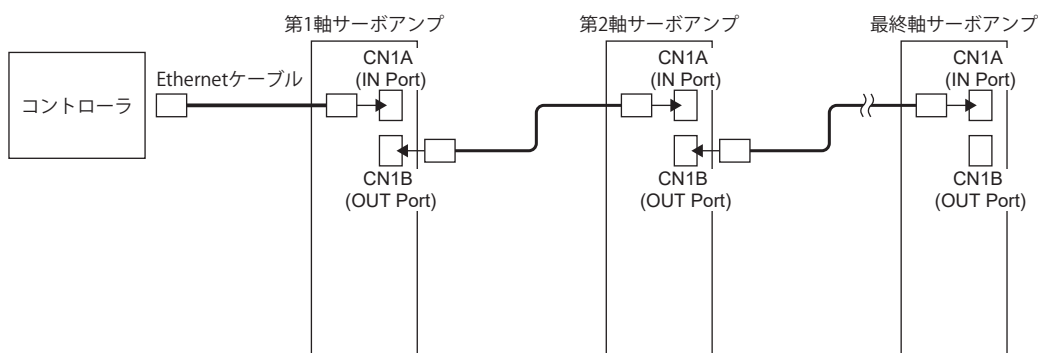 第1軸サーボアンプ
第2軸サーボアンプ
最終軸サーボアンプ
コントローラ
Ethernetケーブル
CN1A
(IN Port)
CN1B
(OUT Port)
CN1A
(IN Port)
CN1B
(OUT Port)
CN1A
(IN Port)
CN1B
(OUT Port)